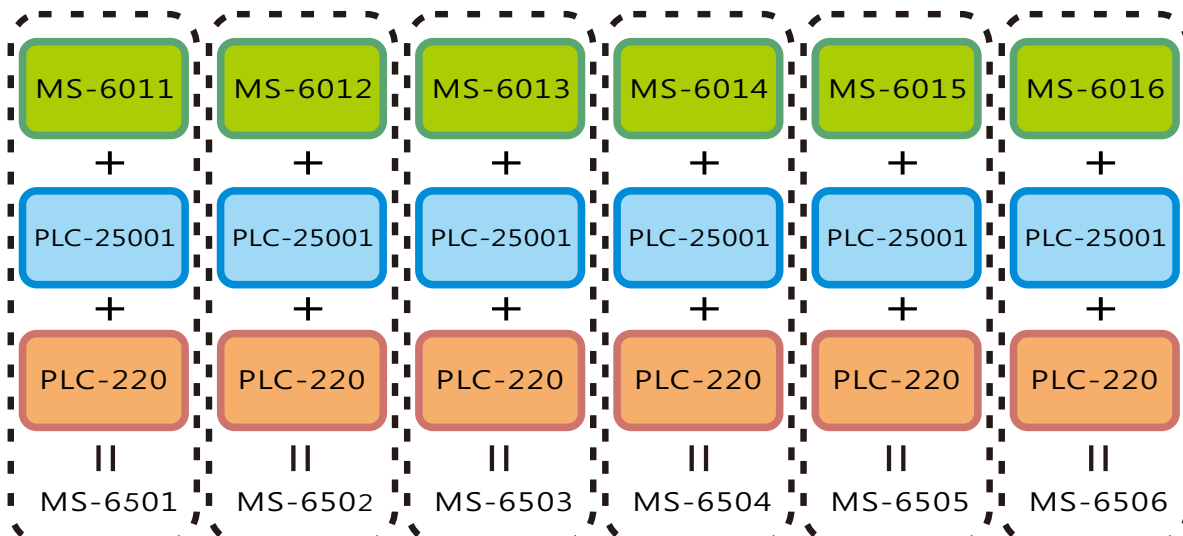 MS-6011 MS-6012 MS-6013 MS-6014 MS-6015 MS-6016
+ + + + + +
PLC-25001 PLC-25001 PLC-25001 PLC-25001 PLC-25001 PLC-25001
+ + + + + +
PLC-220 PLC-220 PLC-220 PLC-220 PLC-220 PLC-220
= = = = = =
MS-6501 MS-6502 MS-6503 MS-6504 MS-6505 MS-6506